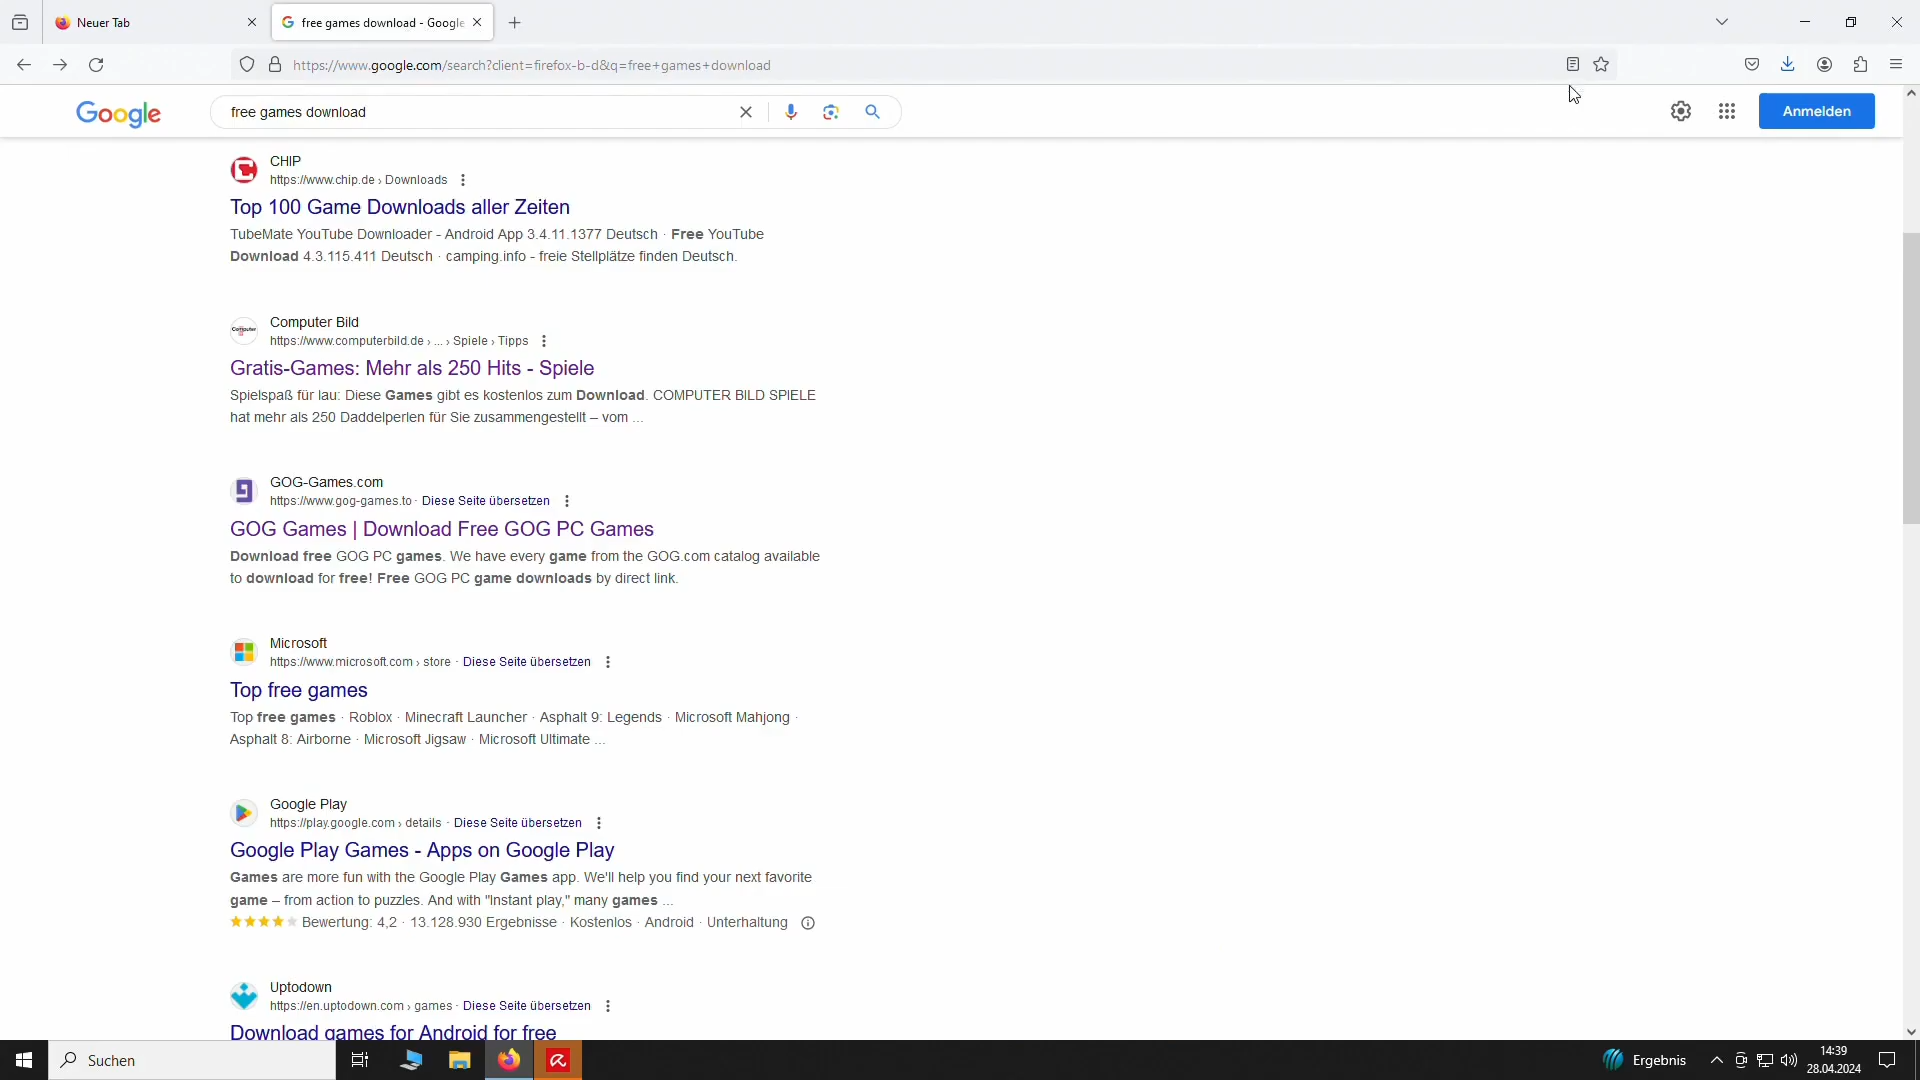 Neuer Tab
free games download - Google
https://www.google.com/search?client=firefox-b-d&q=free+games+download
Google
free games download
Anmelden
CHIP
https://www.chip.de › Downloads
Top 100 Game Downloads aller Zeiten
TubeMate YouTube Downloader - Android App 3.4.11.1377 Deutsch · Free YouTube
Download 4.3.115.411 Deutsch · camping.info - freie Stellplätze finden Deutsch.
Computer Bild
https://www.computerbild.de › ... › Spiele › Tipps
Gratis-Games: Mehr als 250 Hits - Spiele
Spielspaß für lau: Diese Games gibt es kostenlos zum Download. COMPUTER BILD SPIELE
hat mehr als 250 Daddelperlen für Sie zusammengestellt – vom ...
GOG-Games.com
https://www.gog-games.to · Diese Seite übersetzen
GOG Games | Download Free GOG PC Games
Download free GOG PC games. We have every game from the GOG.com catalog available
to download for free! Free GOG PC game downloads by direct link.
Microsoft
https://www.microsoft.com › store · Diese Seite übersetzen
Top free games
Top free games · Roblox · Minecraft Launcher · Asphalt 9: Legends · Microsoft Mahjong ·
Asphalt 8: Airborne · Microsoft Jigsaw · Microsoft Ultimate ...
Google Play
https://play.google.com › details · Diese Seite übersetzen
Google Play Games - Apps on Google Play
Games are more fun with the Google Play Games app. We'll help you find your next favorite
game – from action to puzzles. And with "Instant play," many games ...
Bewertung: 4,2 · 13.128.930 Ergebnisse · Kostenlos · Android · Unterhaltung
Uptodown
https://en.uptodown.com › games · Diese Seite übersetzen
Download games for Android for free
Suchen
Ergebnis
14:39
28.04.2024